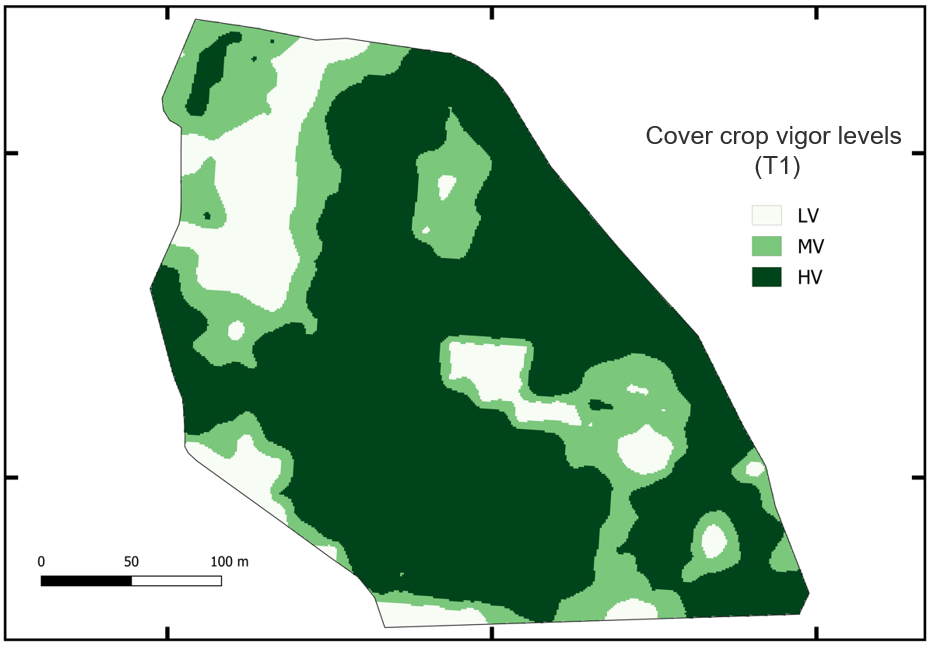 Cover crop vigor levels
(T1)
LV
MV
HV
0 50 100 m